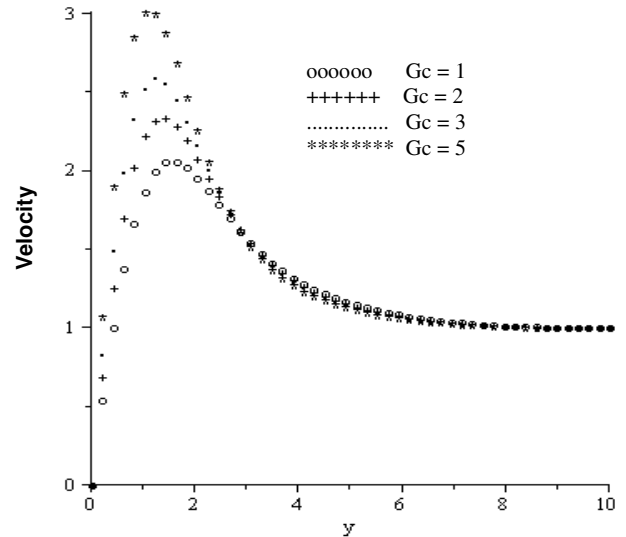 3
oooooo Gc = 1
++++++ Gc = 2
.............. Gc = 3
******** Gc = 5
2
Velocity
1
0
0 2 4 6 8 10
y